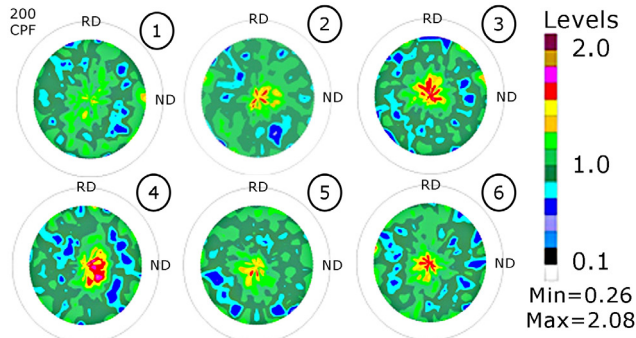 200
CPF
RD
1
RD
2
RD
3
Levels
2.0
ND
ND
ND
1.0
RD
4
RD
5
RD
6
ND
ND
ND
0.1
Min=0.26
Max=2.08